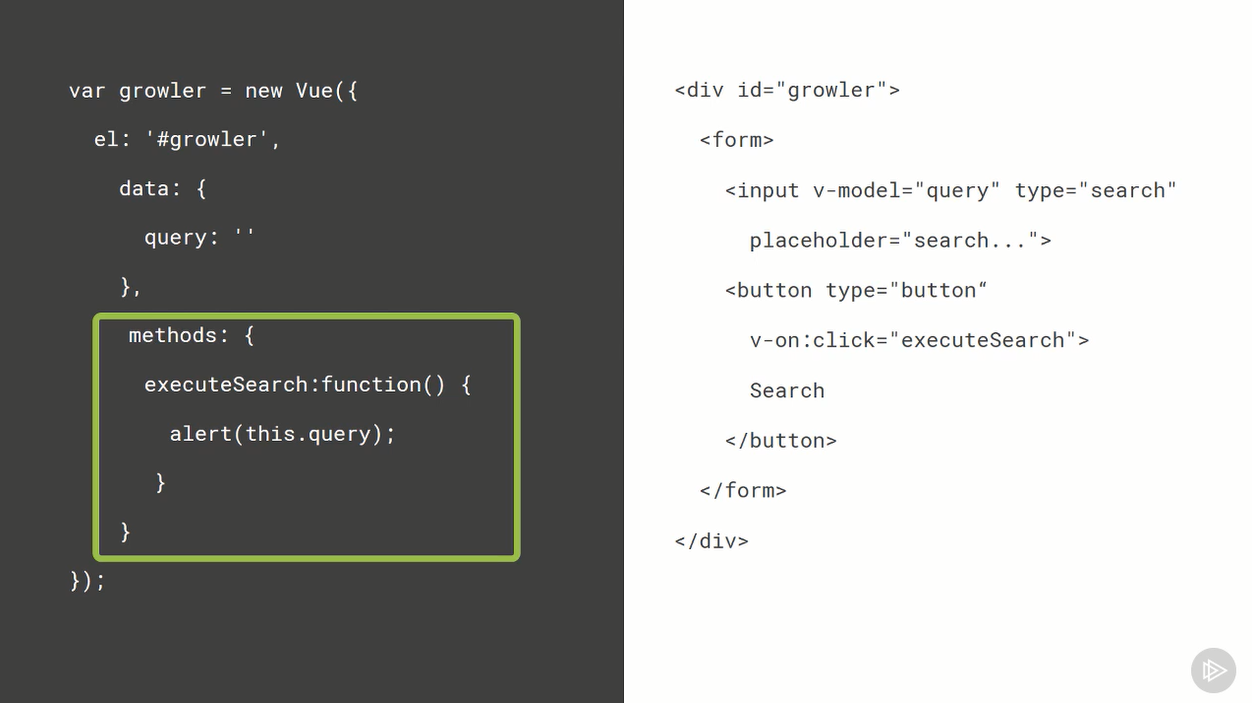 var growler = new Vue({
el: '#growler',
data: {
query: ''
},
methods: {
executeSearch:function() {
alert(this.query);
}
}
});
<div id="growler">
<form>
<input v-model="query" type="search"
placeholder="search...">
<button type="button“
v-on:click="executeSearch">
Search
</button>
</form>
</div>